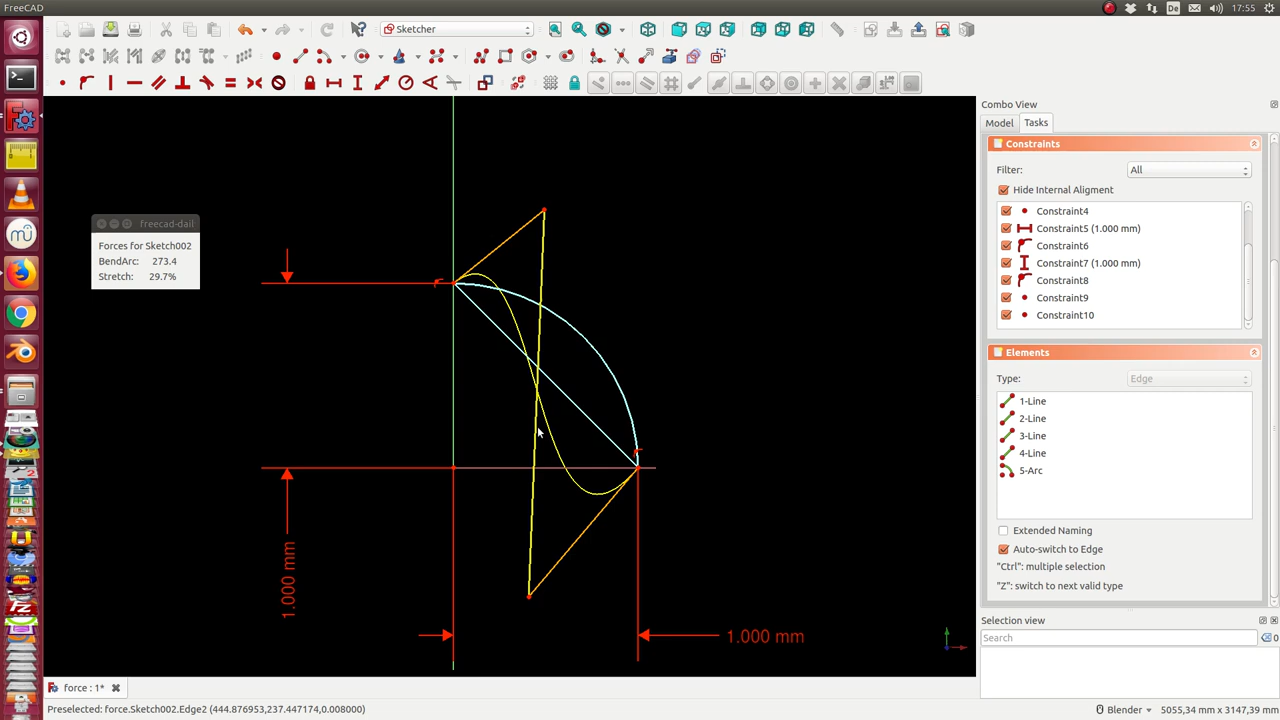 FreeCAD
De
17:55
Sketcher
Combo View
Model
Tasks
Constraints
Filter:
All
Hide Internal Aligment
Constraint4
Constraint5 (1.000 mm)
Constraint6
Constraint7 (1.000 mm)
Constraint8
Constraint9
Constraint10
freecad-dail
Forces for Sketch002
BendArc: 273.4
Stretch: 29.7%
1.000 mm
1.000 mm
Elements
Type:
Edge
1-Line
2-Line
3-Line
4-Line
5-Arc
Extended Naming
Auto-switch to Edge
"Ctrl": multiple selection
"Z": switch to next valid type
Selection view
Search
0
force : 1*
Preselected: force.Sketch002.Edge2 (444.876953,237.447174,0.008000)
Blender
5055,34 mm x 3147,39 mm